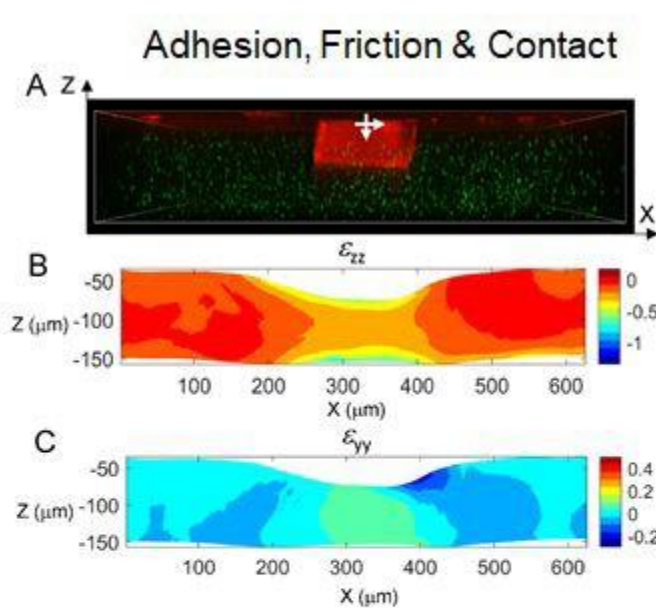 Adhesion, Friction & Contact
A
Z
X
B
εzz
Z (μm)
-50
-100
-150
100 200 300 400 500 600
X (μm)
0
-0.5
-1
C
εyy
Z (μm)
-50
-100
-150
100 200 300 400 500 600
X (μm)
0.4
0.2
0
-0.2